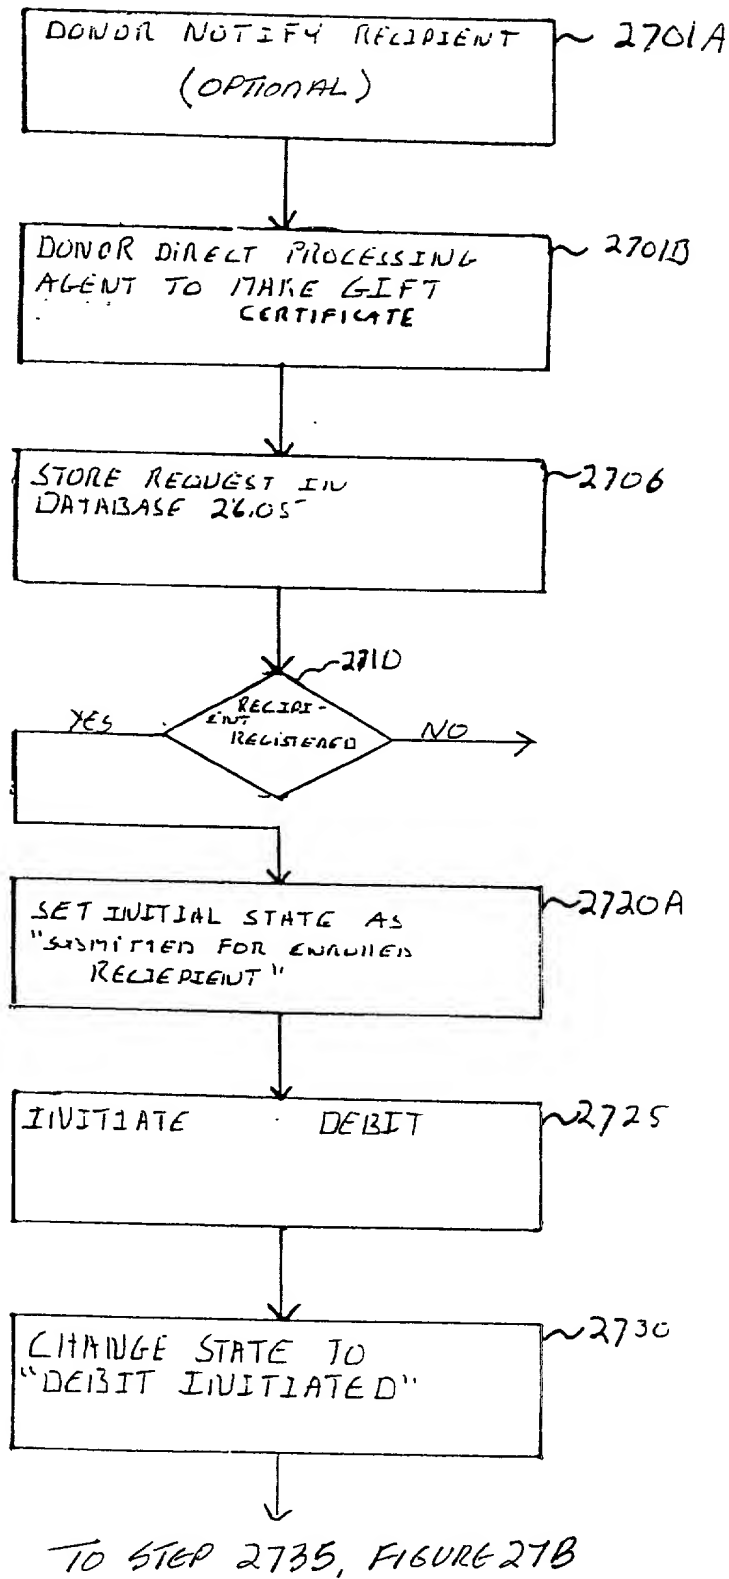 DONOR NOTIFY RECIPIENT
2701A
(OPTIONAL)
DONOR DIRECT PROCESSING
2701B
AGENT TO MAKE GIFT
CERTIFICATE
STORE REQUEST IN
2706
DATABASE 2605
2710
RECIPI-
ENT
REGISTERED
YES
NO
SET INITIAL STATE AS
2720A
"SUBMITTED FOR ENROLLED
RECIEPIENT"
INITIATE DEBIT
2725
CHANGE STATE TO
2730
"DEBIT INITIATED"
TO STEP 2735, FIGURE 27B